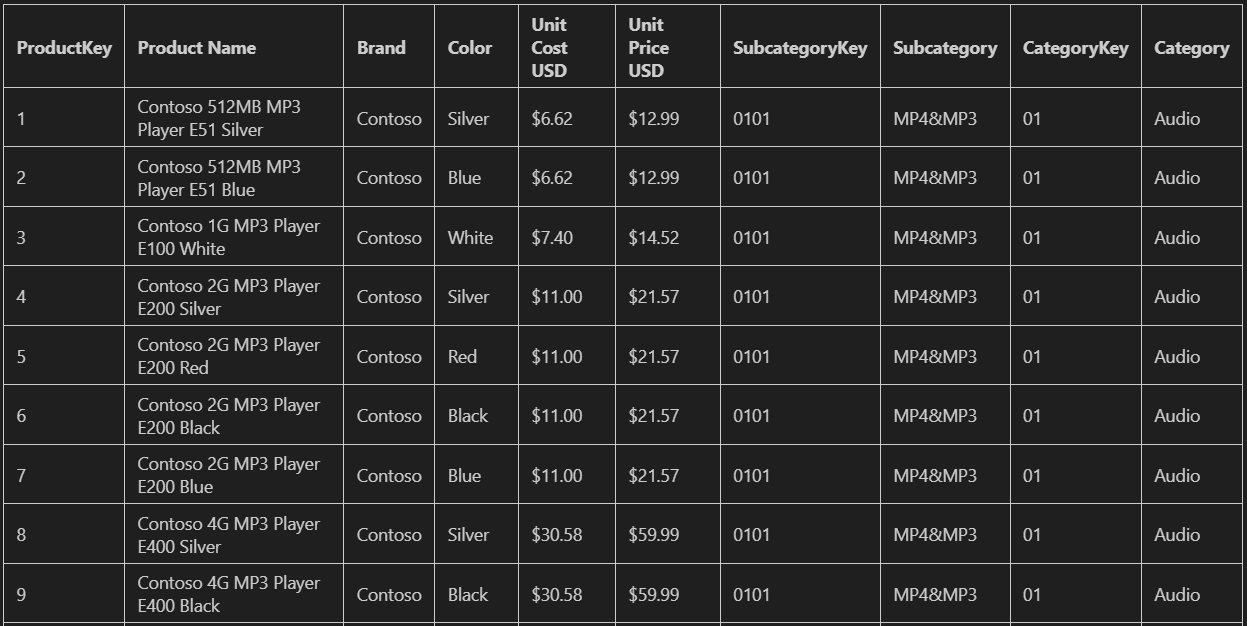 ProductKey Product Name Brand Color Unit Cost USD Unit Price USD SubcategoryKey Subcategory CategoryKey Category
1 Contoso 512MB MP3 Player E51 Silver Contoso Silver $6.62 $12.99 0101 MP4&MP3 01 Audio
2 Contoso 512MB MP3 Player E51 Blue Contoso Blue $6.62 $12.99 0101 MP4&MP3 01 Audio
3 Contoso 1G MP3 Player E100 White Contoso White $7.40 $14.52 0101 MP4&MP3 01 Audio
4 Contoso 2G MP3 Player E200 Silver Contoso Silver $11.00 $21.57 0101 MP4&MP3 01 Audio
5 Contoso 2G MP3 Player E200 Red Contoso Red $11.00 $21.57 0101 MP4&MP3 01 Audio
6 Contoso 2G MP3 Player E200 Black Contoso Black $11.00 $21.57 0101 MP4&MP3 01 Audio
7 Contoso 2G MP3 Player E200 Blue Contoso Blue $11.00 $21.57 0101 MP4&MP3 01 Audio
8 Contoso 4G MP3 Player E400 Silver Contoso Silver $30.58 $59.99 0101 MP4&MP3 01 Audio
9 Contoso 4G MP3 Player E400 Black Contoso Black $30.58 $59.99 0101 MP4&MP3 01 Audio